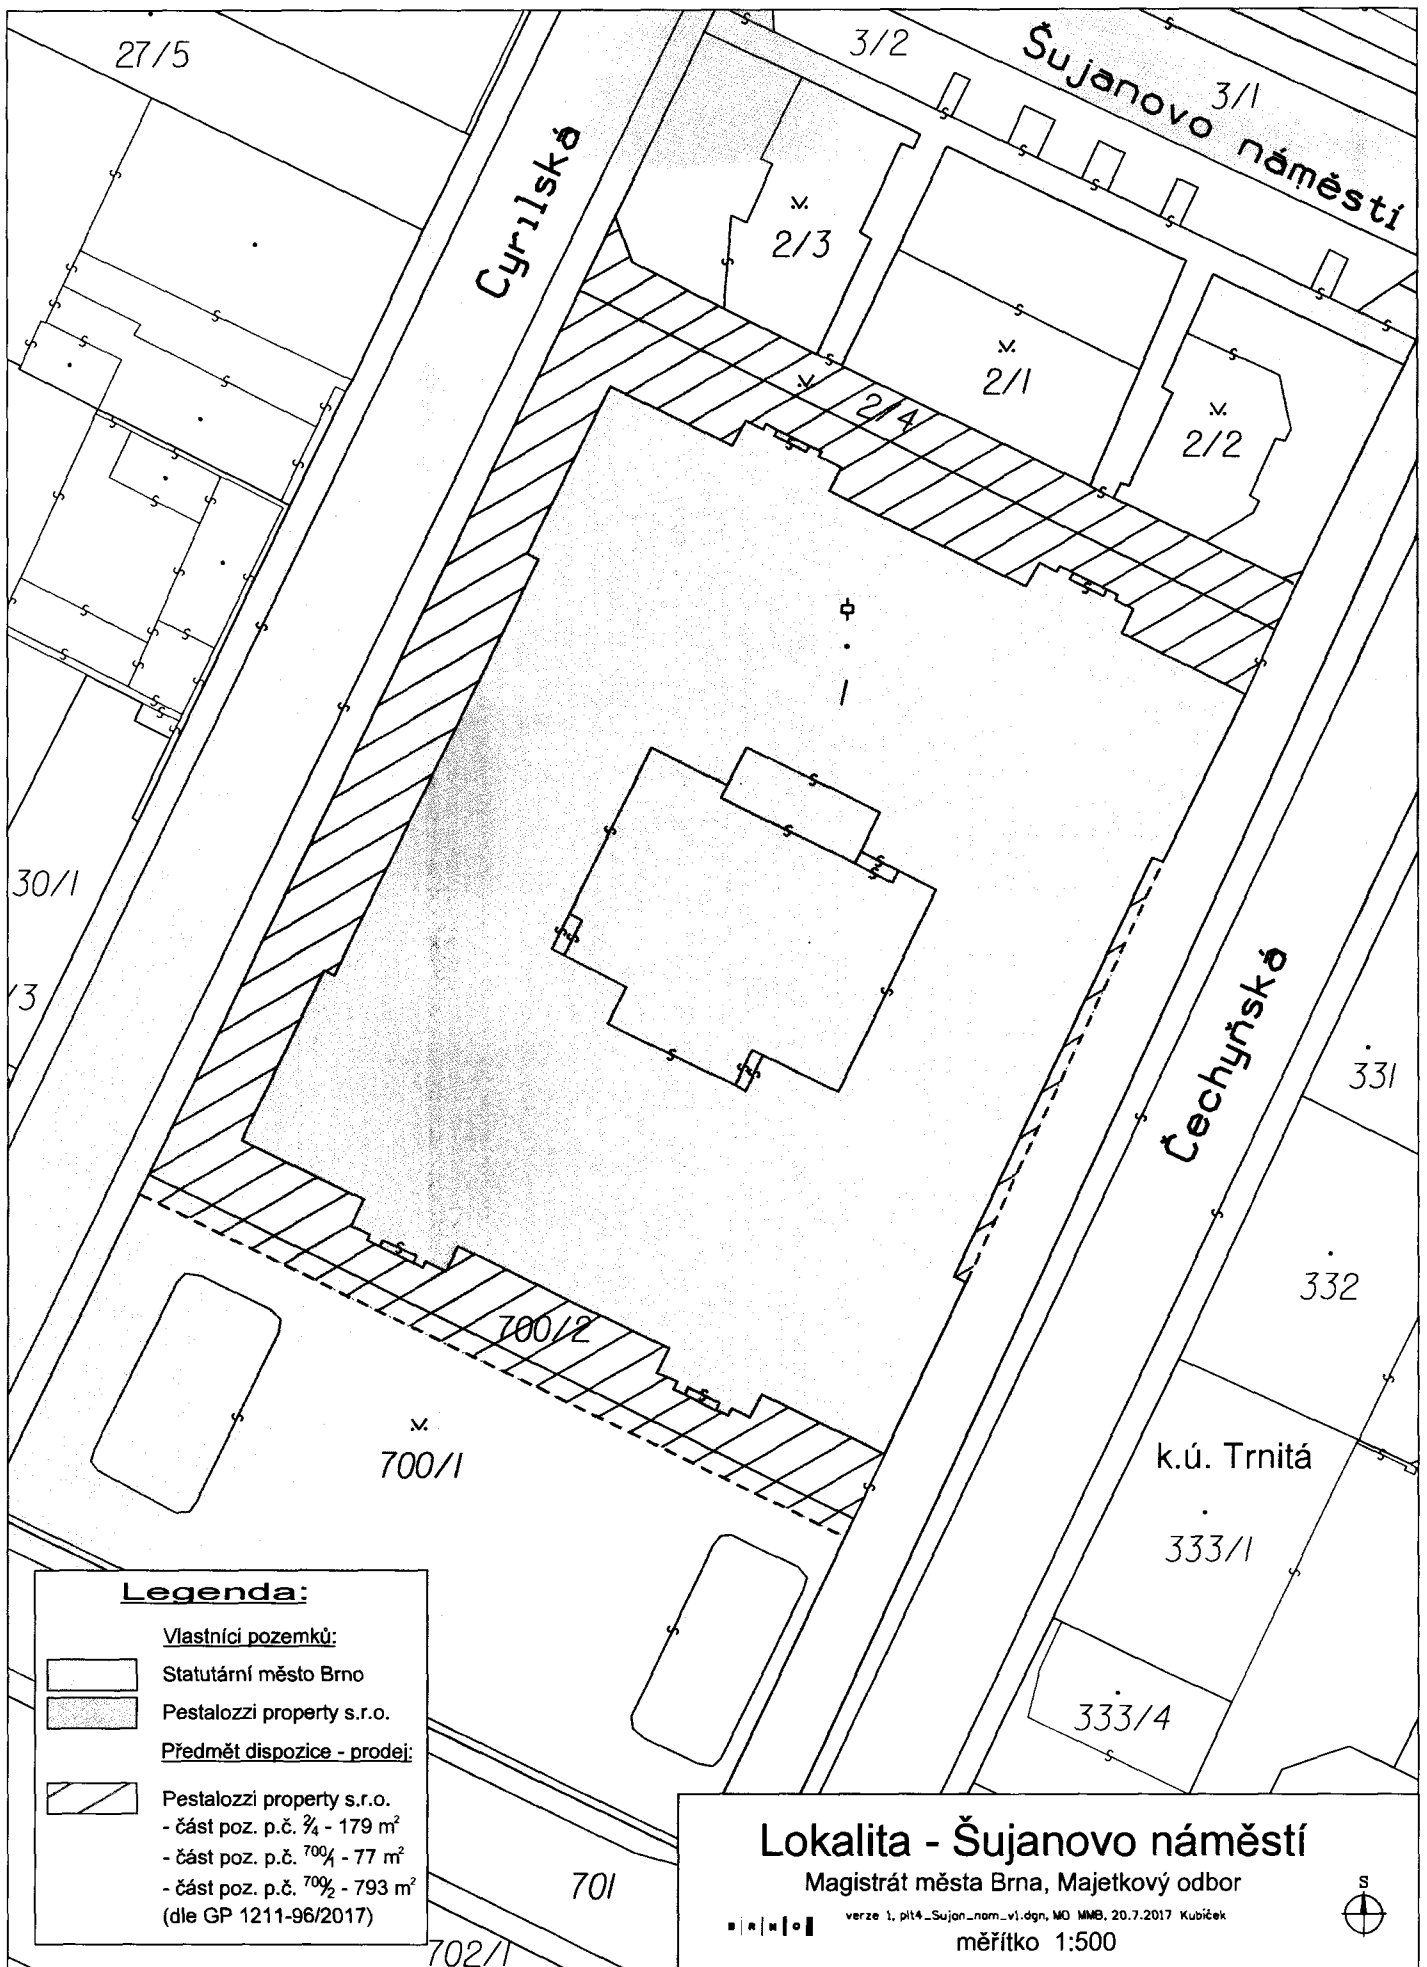 27/5
3/2
Šujanovo náměstí
3/1
Cyrilská
2/3
2/1
2/4
2/2
30/1
/3
Čechyňská
331
332
700/2
700/1
k.ú. Trnitá
333/1
333/4
701
702/1
Legenda:
Vlastníci pozemků:
Statutární město Brno
Pestalozzi property s.r.o.
Předmět dispozice - prodej:
Pestalozzi property s.r.o.
- část poz. p.č. 2/4 - 179 m²
- část poz. p.č. 700/1 - 77 m²
- část poz. p.č. 700/2 - 793 m²
(dle GP 1211-96/2017)
Lokalita - Šujanovo náměstí
Magistrát města Brna, Majetkový odbor
B R N O
verze 1, plt4_Sujan_nam_v1.dgn, MO MMB, 20.7.2017 Kubíček
měřítko 1:500
S